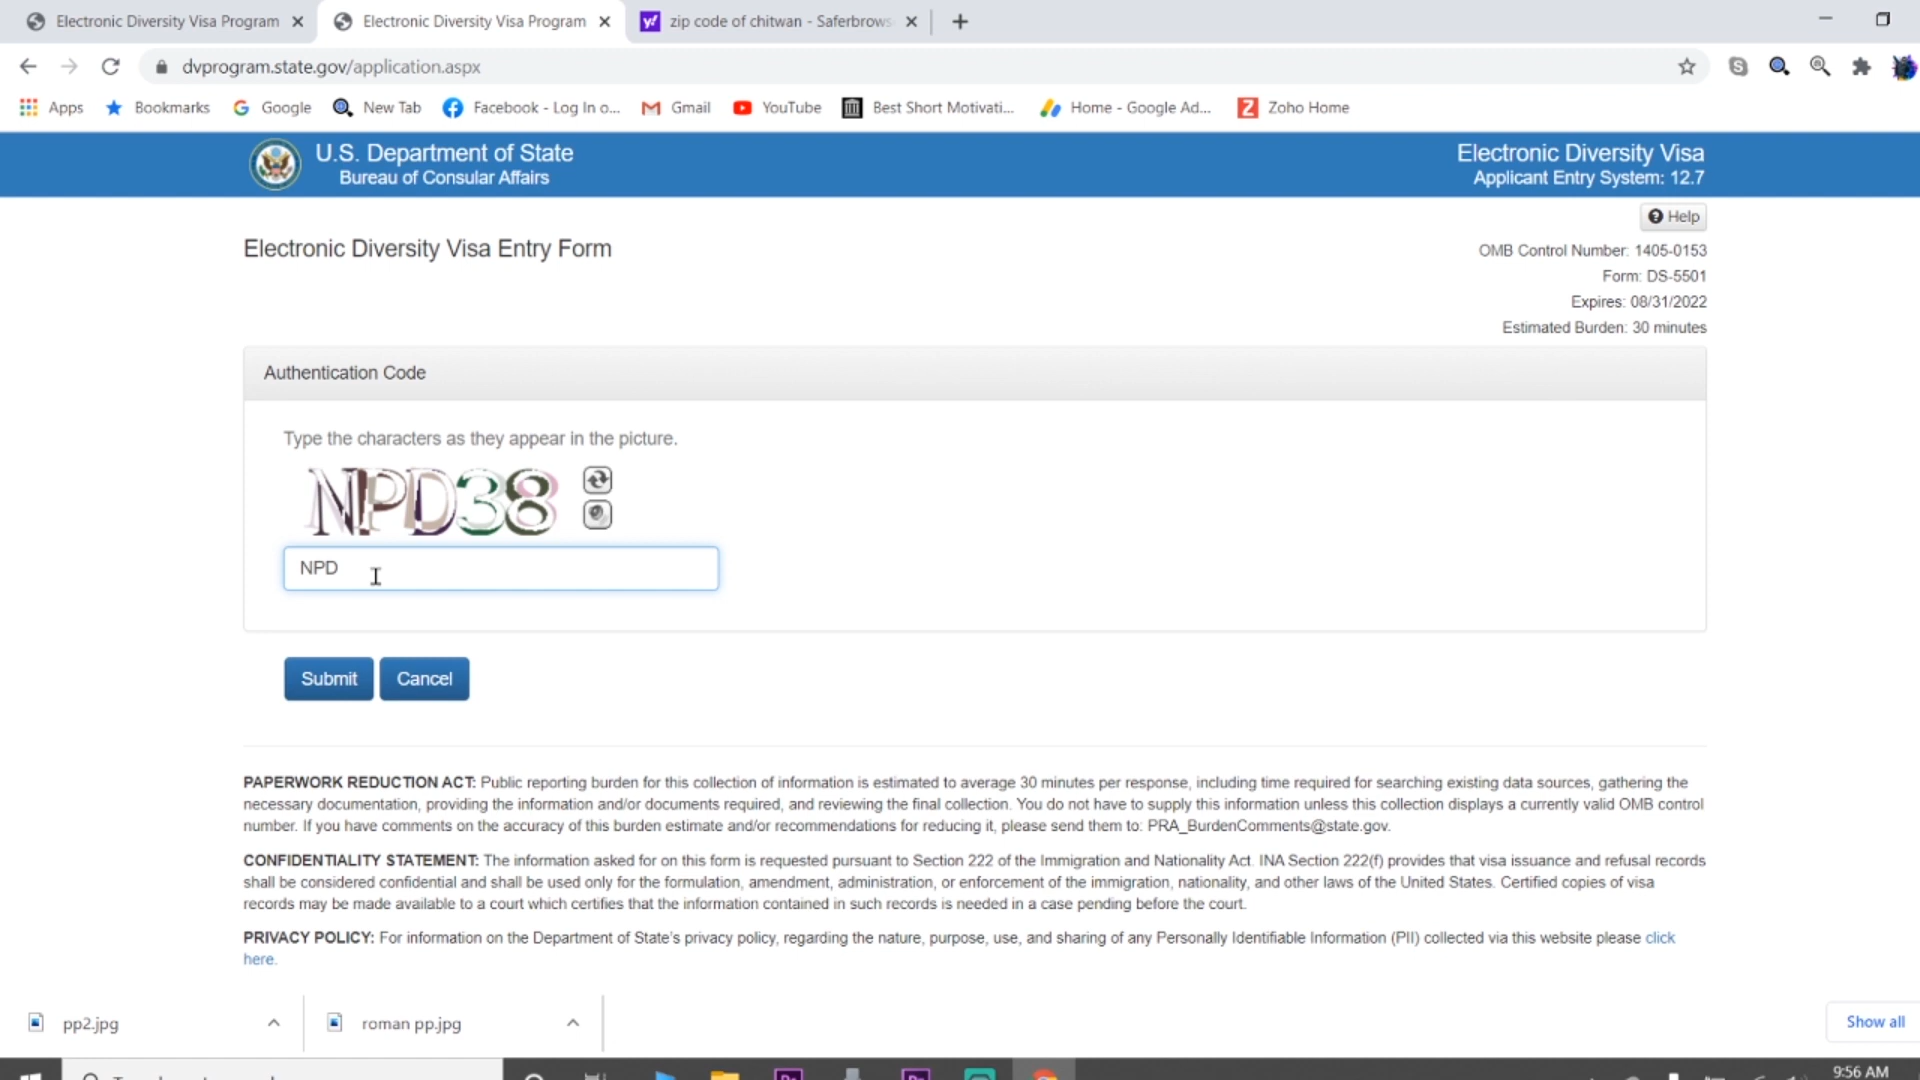 Electronic Diversity Visa Program
Electronic Diversity Visa Program
zip code of chitwan - Saferbrows
dvprogram.state.gov/application.aspx
Apps
Bookmarks
Google
New Tab
Facebook - Log In o...
Gmail
YouTube
Best Short Motivati...
Home - Google Ad...
Zoho Home
U.S. Department of State
Bureau of Consular Affairs
Electronic Diversity Visa
Applicant Entry System: 12.7
Help
Electronic Diversity Visa Entry Form
OMB Control Number: 1405-0153
Form: DS-5501
Expires: 08/31/2022
Estimated Burden: 30 minutes
Authentication Code
Type the characters as they appear in the picture.
NPD38
NPD
Submit
Cancel
PAPERWORK REDUCTION ACT: Public reporting burden for this collection of information is estimated to average 30 minutes per response, including time required for searching existing data sources, gathering the
necessary documentation, providing the information and/or documents required, and reviewing the final collection. You do not have to supply this information unless this collection displays a currently valid OMB control
number. If you have comments on the accuracy of this burden estimate and/or recommendations for reducing it, please send them to: PRA_BurdenComments@state.gov.
CONFIDENTIALITY STATEMENT: The information asked for on this form is requested pursuant to Section 222 of the Immigration and Nationality Act. INA Section 222(f) provides that visa issuance and refusal records
shall be considered confidential and shall be used only for the formulation, amendment, administration, or enforcement of the immigration, nationality, and other laws of the United States. Certified copies of visa
records may be made available to a court which certifies that the information contained in such records is needed in a case pending before the court.
PRIVACY POLICY: For information on the Department of State's privacy policy, regarding the nature, purpose, use, and sharing of any Personally Identifiable Information (PII) collected via this website please click
here.
pp2.jpg
roman pp.jpg
Show all
9:56 AM